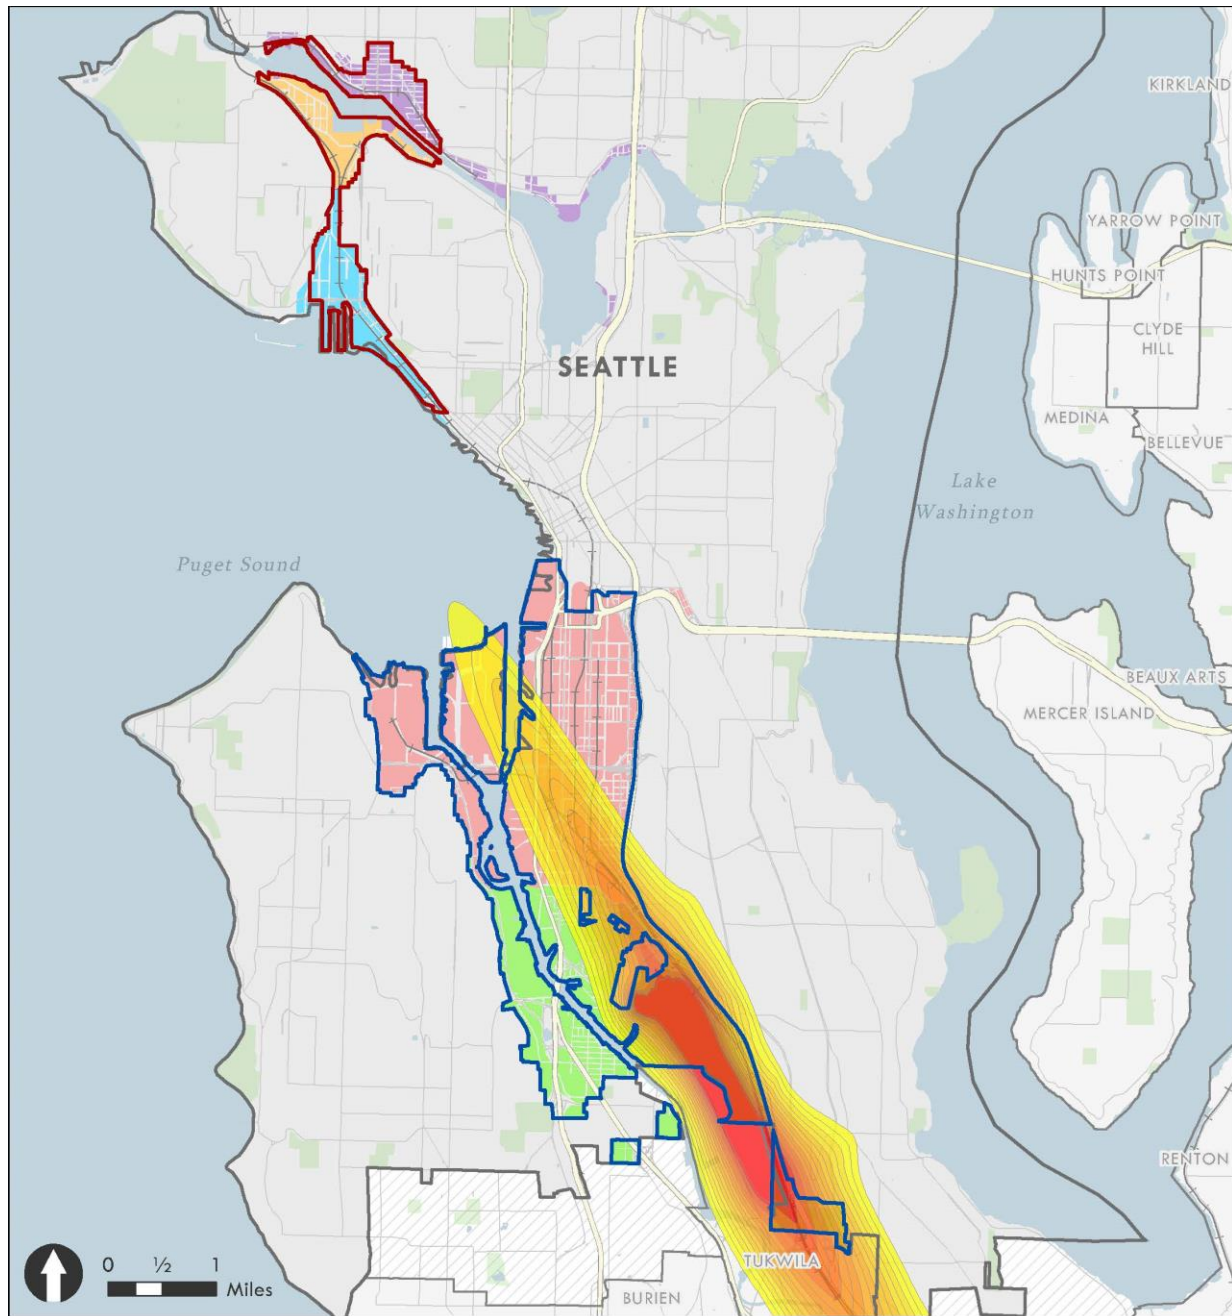 KIRKLAND
YARROW POINT
HUNTS POINT
CLYDE
HILL
SEATTLE
MEDINA
BELLEVUE
Lake
Washington
Puget Sound
BEAUX ARTS
MERCER ISLAND
RENTON
TUKWILA
0 ½ 1
Miles
BURIEN